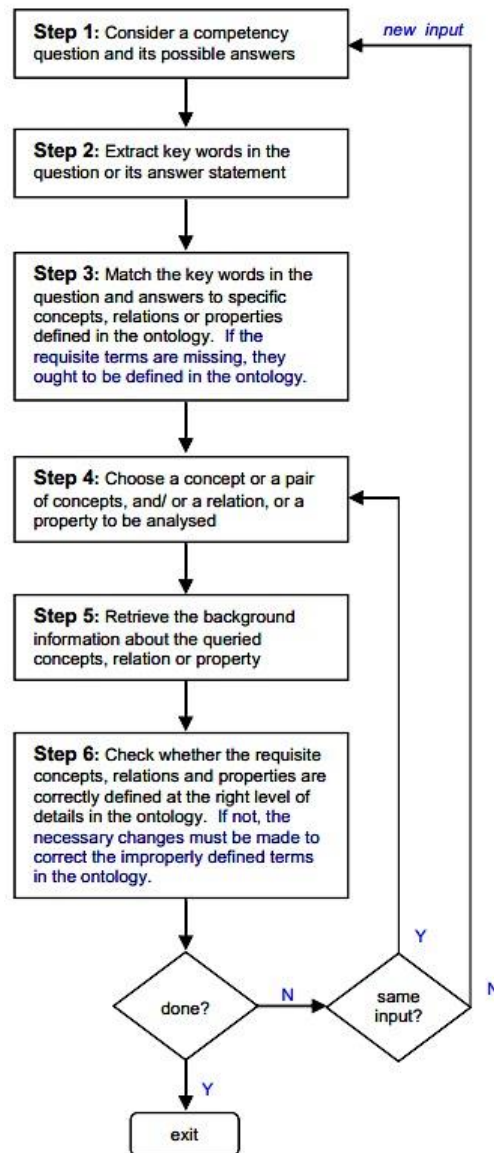 Step 1: Consider a competency
question and its possible answers
new input
Step 2: Extract key words in the
question or its answer statement
Step 3: Match the key words in the
question and answers to specific
concepts, relations or properties
defined in the ontology. If the
requisite terms are missing, they
ought to be defined in the ontology.
Step 4: Choose a concept or a pair
of concepts, and/ or a relation, or a
property to be analysed
Step 5: Retrieve the background
information about the queried
concepts, relation or property
Step 6: Check whether the requisite
concepts, relations and properties are
correctly defined at the right level of
details in the ontology. If not, the
necessary changes must be made to
correct the improperly defined terms
in the ontology.
Y
N
done?
N
same
input?
Y
exit